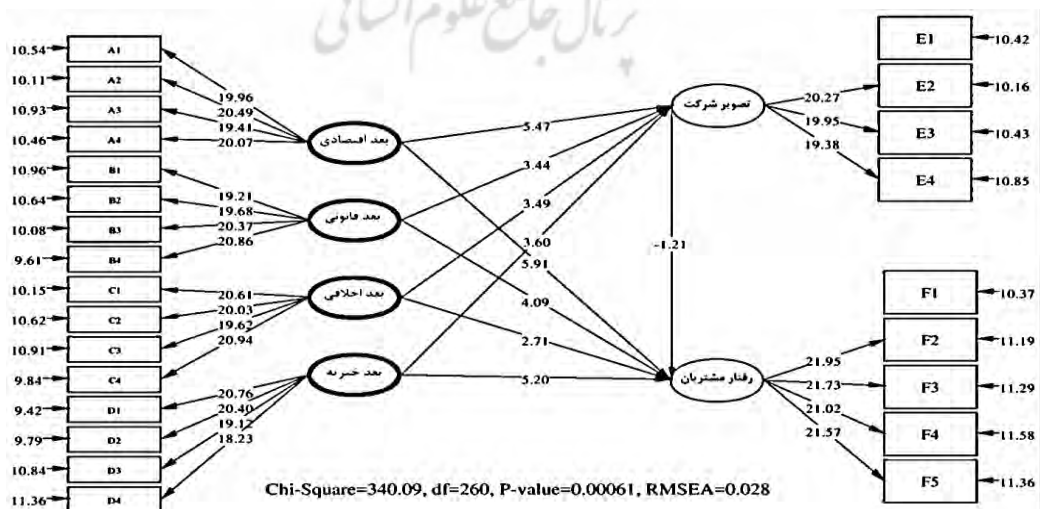 پرتال جامع علوم انسانی
10.54 A1
10.11 A2
10.93 A3
10.46 A4
10.96 B1
10.64 B2
10.08 B3
9.61 B4
10.15 C1
10.62 C2
10.91 C3
9.84 C4
9.42 D1
9.79 D2
10.84 D3
11.36 D4
19.96
20.49
19.41
20.07
19.21
19.68
20.37
20.86
20.61
20.03
19.62
20.94
20.76
20.40
19.12
18.23
بعد اقتصادی
بعد قانونی
بعد اخلاقی
بعد خیریه
5.47
3.44
3.49
3.60
5.91
4.09
2.71
5.20
-1.21
تصویر شرکت
رفتار مشتریان
20.27
19.95
19.38
21.95
21.73
21.02
21.57
E1 10.42
E2 10.16
E3 10.43
E4 10.85
F1 10.37
F2 11.19
F3 11.29
F4 11.58
F5 11.36
Chi-Square=340.09, df=260, P-value=0.00061, RMSEA=0.028